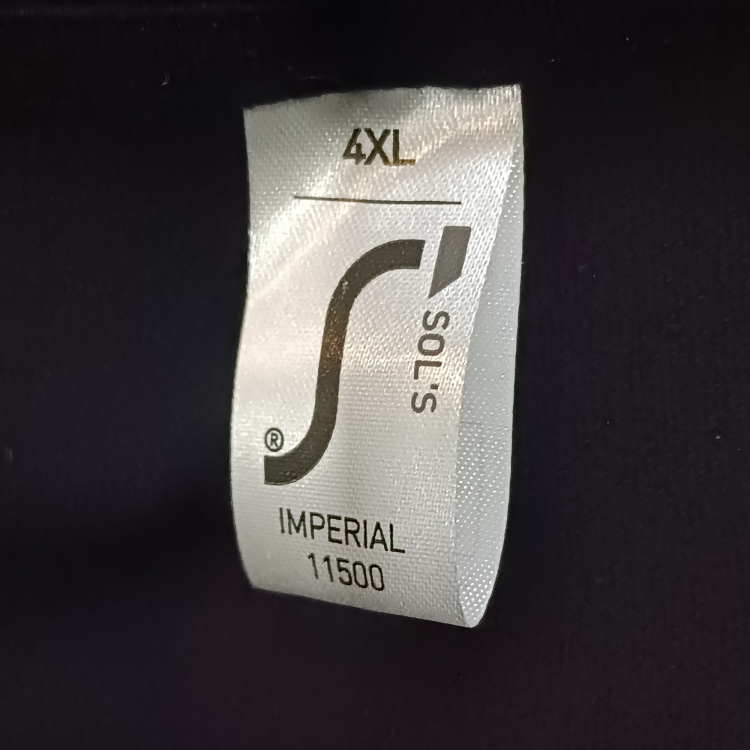 4XL
SOL'S
®
IMPERIAL
11500